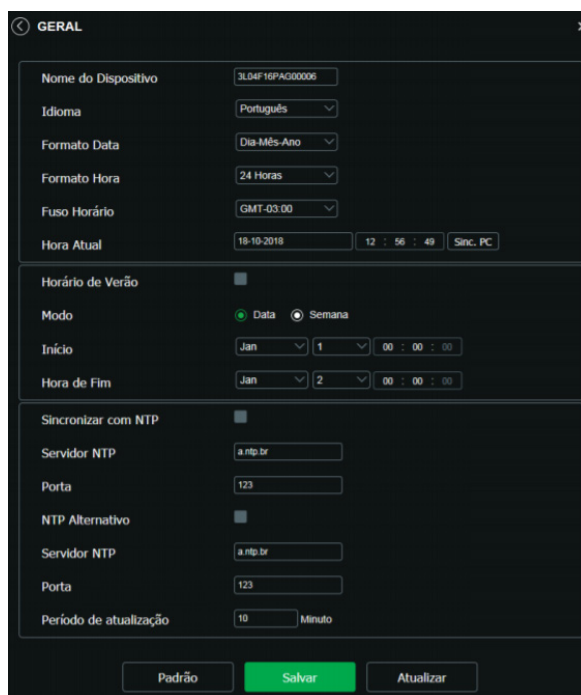 GERAL
Nome do Dispositivo 3L04F16PAG00006
Idioma Português
Formato Data Dia-Mês-Ano
Formato Hora 24 Horas
Fuso Horário GMT-03:00
Hora Atual 18-10-2018 12 : 56 : 49 Sinc. PC
Horário de Verão
Modo Data Semana
Início Jan 1 00 : 00 : 00
Hora de Fim Jan 2 00 : 00 : 00
Sincronizar com NTP
Servidor NTP a.ntp.br
Porta 123
NTP Alternativo
Servidor NTP a.ntp.br
Porta 123
Período de atualização 10 Minuto
Padrão Salvar Atualizar